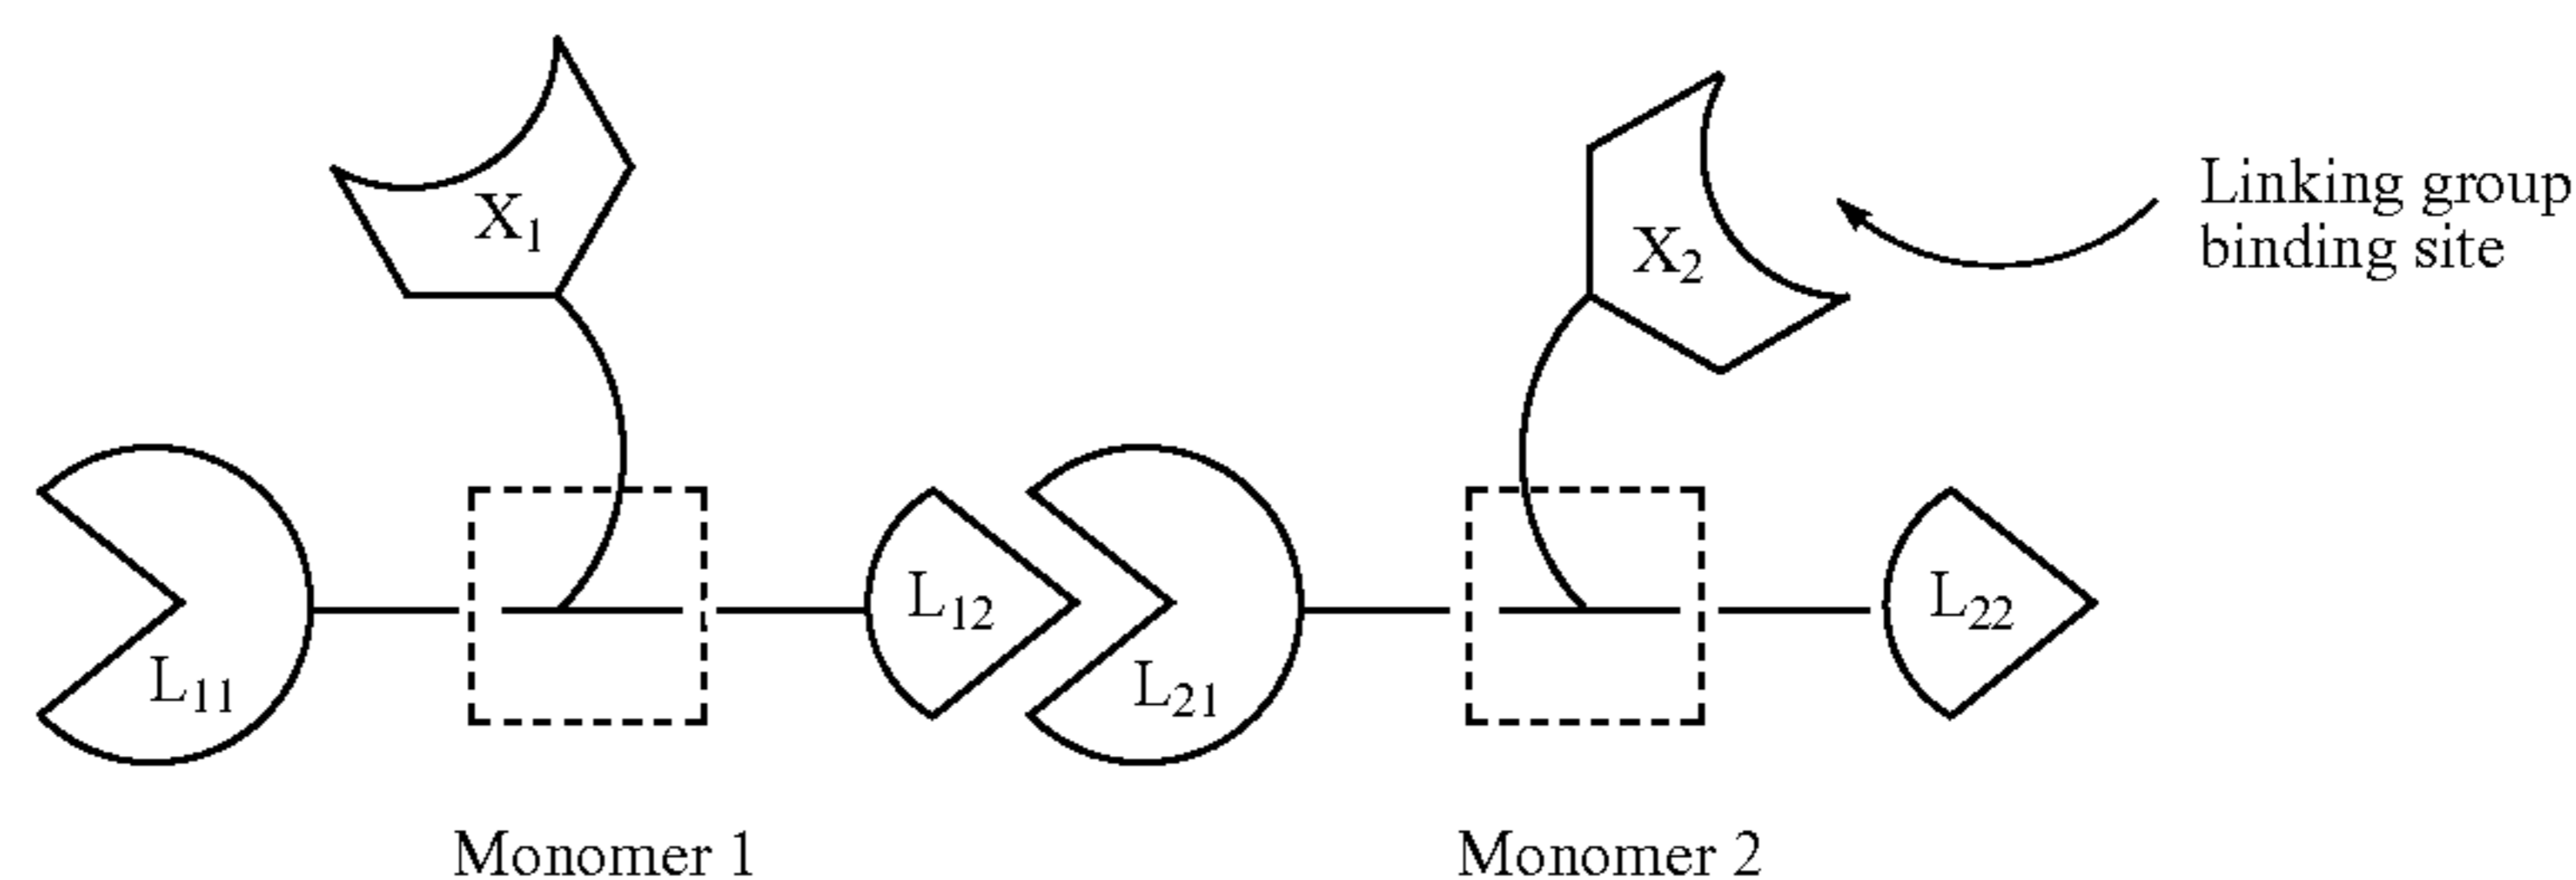 X₁
X₂
Linking group
binding site
L₁₁
L₁₂
L₂₁
L₂₂
Monomer 1
Monomer 2